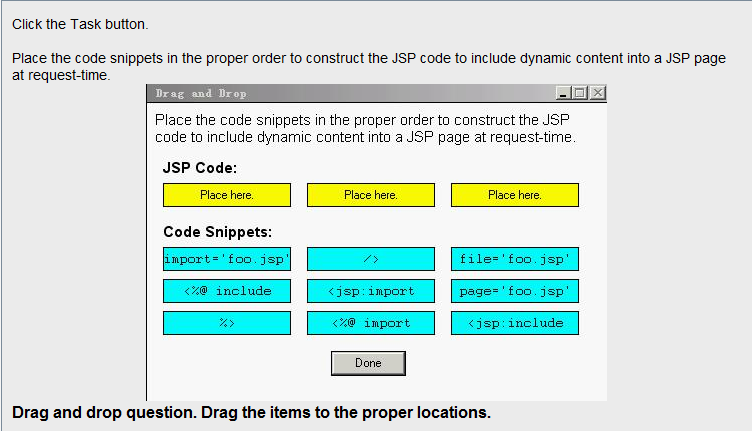 Click the Task button.
Place the code snippets in the proper order to construct the JSP code to include dynamic content into a JSP page
at request-time.
Drag and Drop
Place the code snippets in the proper order to construct the JSP
code to include dynamic content into a JSP page at request-time.
JSP Code:
Place here. Place here. Place here.
Code Snippets:
import='foo.jsp' /> file='foo.jsp'
<%@ include <jsp:import page='foo.jsp'
%> <%@ import <jsp:include
Done
Drag and drop question. Drag the items to the proper locations.